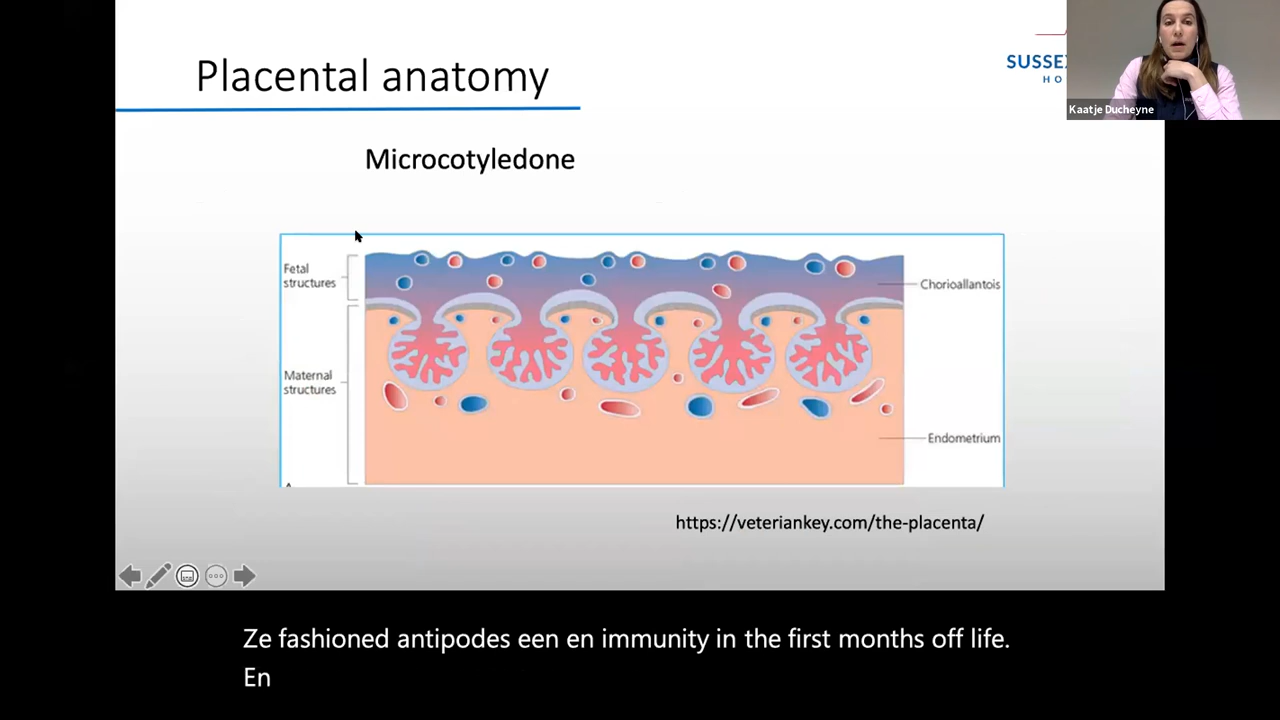 Placental anatomy
SUSSE
HO
Kaatje Ducheyne
Microcotyledone
Fetal
structures
Chorioallantois
Maternal
structures
Endometrium
https://veteriankey.com/the-placenta/
Ze fashioned antipodes een en immunity in the first months off life.
En